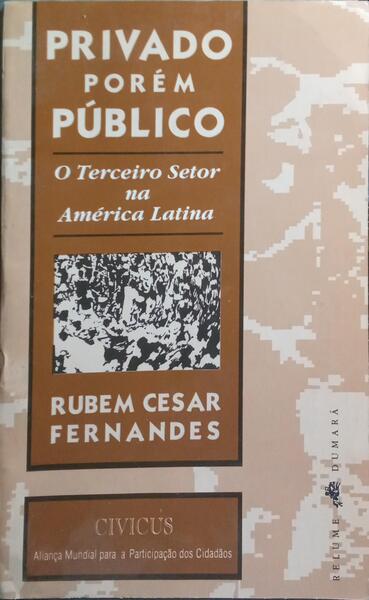 PRIVADO
PORÉM
PÚBLICO
O Terceiro Setor
na
América Latina
RUBEM CESAR
FERNANDES
CIVICUS
Aliança Mundial para a Participação dos Cidadãos
RELUME DUMARÁ